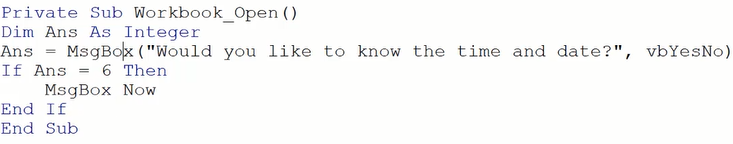 Private Sub Workbook_Open()
Dim Ans As Integer
Ans = MsgBox("Would you like to know the time and date?", vbYesNo)
If Ans = 6 Then
    MsgBox Now
End If
End Sub